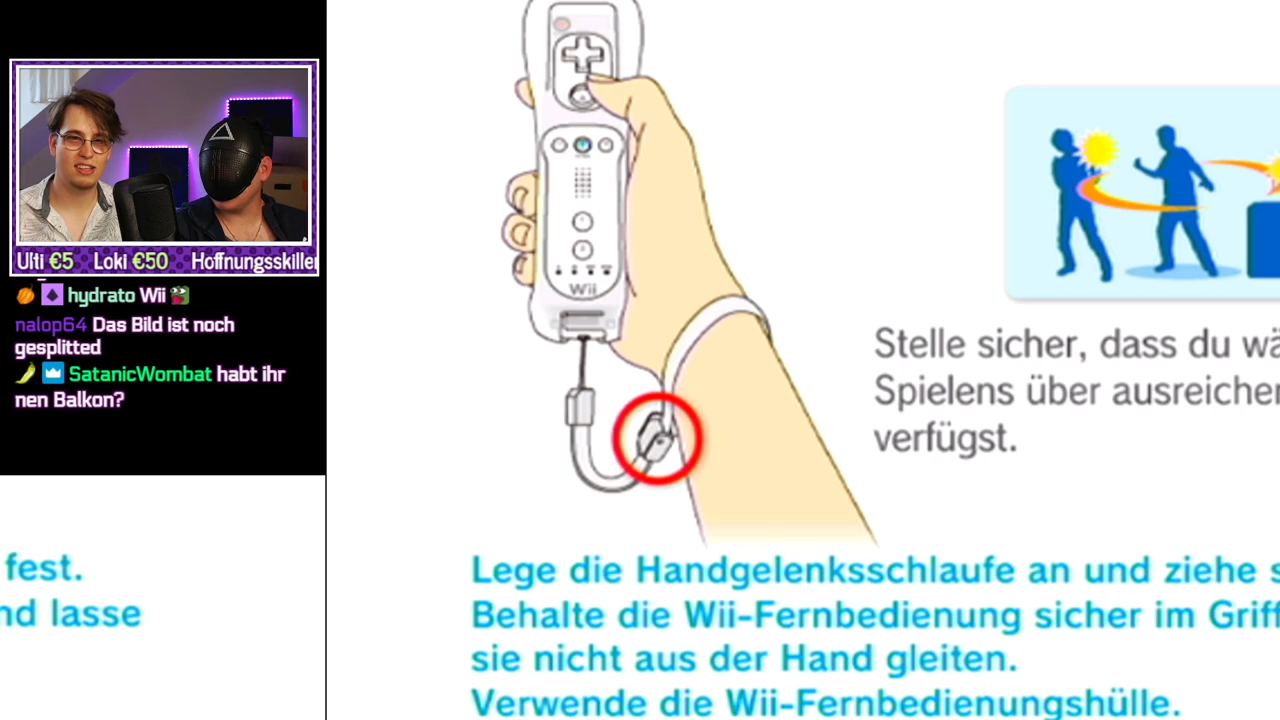 Ulti €5 Loki €50 Hoffnungsskiller
hydrato Wii
nalop64 Das Bild ist noch
gesplitted
SatanicWombat habt ihr
nen Balkon?
fest.
nd lasse
Wii
Stelle sicher, dass du wä
Spielens über ausreichen
verfügst.
Lege die Handgelenksschlaufe an und ziehe s
Behalte die Wii-Fernbedienung sicher im Griff
sie nicht aus der Hand gleiten.
Verwende die Wii-Fernbedienungshülle.